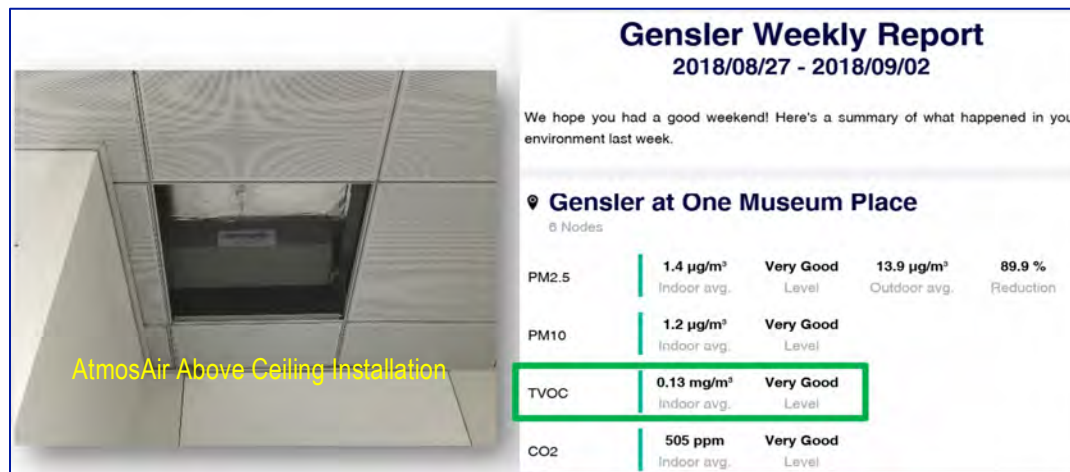 AtmosAir Above Ceiling Installation
Gensler Weekly Report
2018/08/27 - 2018/09/02
We hope you had a good weekend! Here's a summary of what happened in you
environment last week.
Gensler at One Museum Place
6 Nodes
PM2.5 1.4 µg/m³ Very Good 13.9 µg/m³ 89.9 %
Indoor avg. Level Outdoor avg. Reduction
PM10 1.2 µg/m³ Very Good
Indoor avg. Level
TVOC 0.13 mg/m³ Very Good
Indoor avg. Level
CO2 505 ppm Very Good
Indoor avg. Level